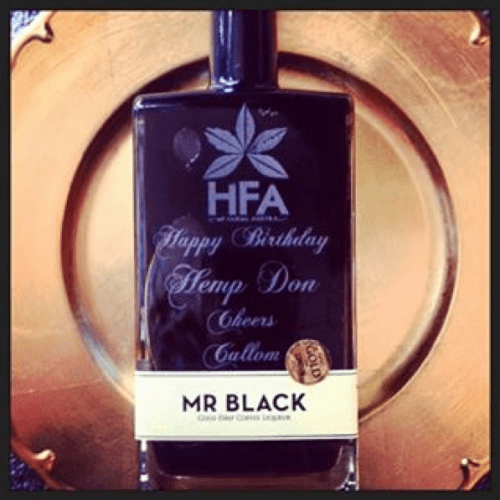 HFA
Happy Birthday
Hemp Don
Cheers
Callom
GOLD
MR BLACK
COLD DRIP COFFEE LIQUEUR